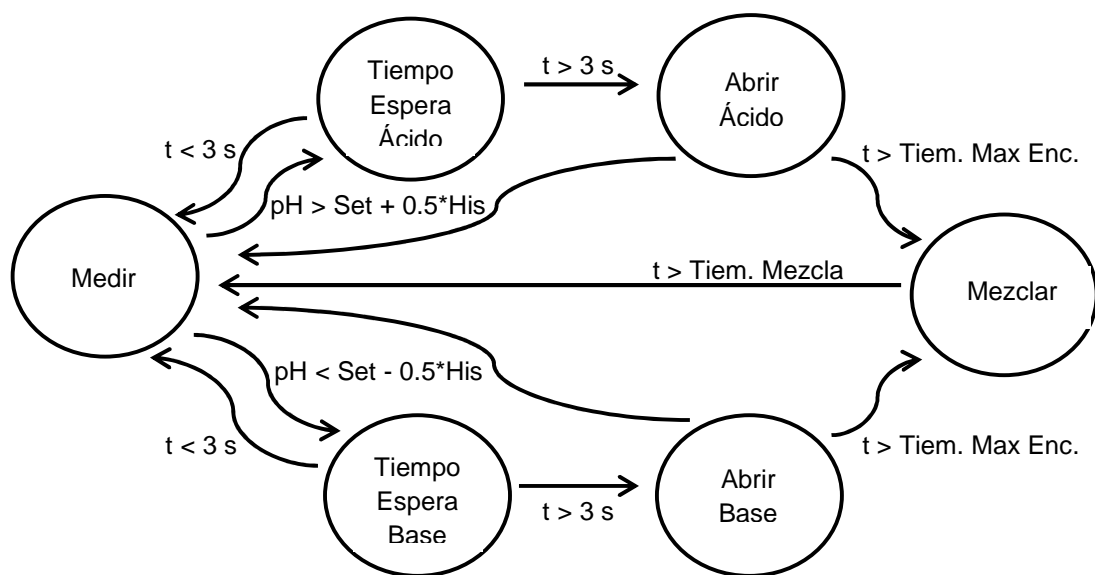 Tiempo
Espera
Ácido
t > 3 s
Abrir
Ácido
t < 3 s
t > Tiem. Max Enc.
pH > Set + 0.5*His
Medir
t > Tiem. Mezcla
Mezclar
pH < Set - 0.5*His
t < 3 s
t > Tiem. Max Enc.
Tiempo
Espera
Base
t > 3 s
Abrir
Base